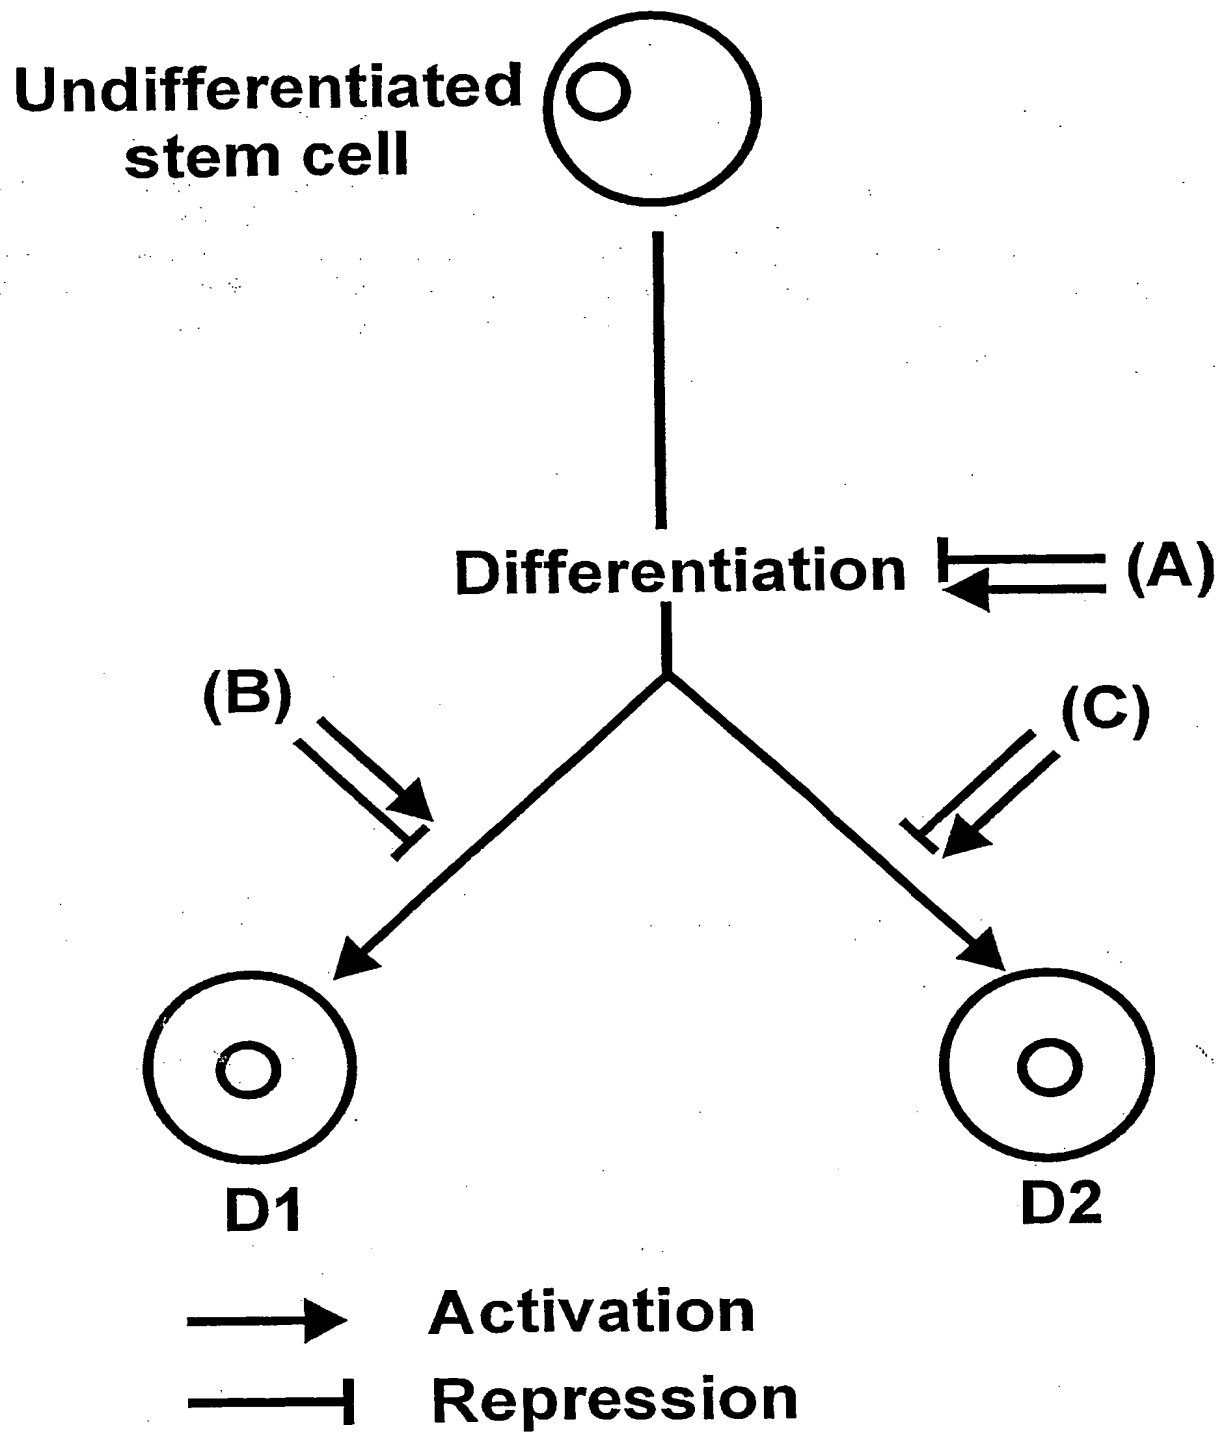 Undifferentiated
stem cell
Differentiation
(A)
(B)
(C)
D1
D2
Activation
Repression